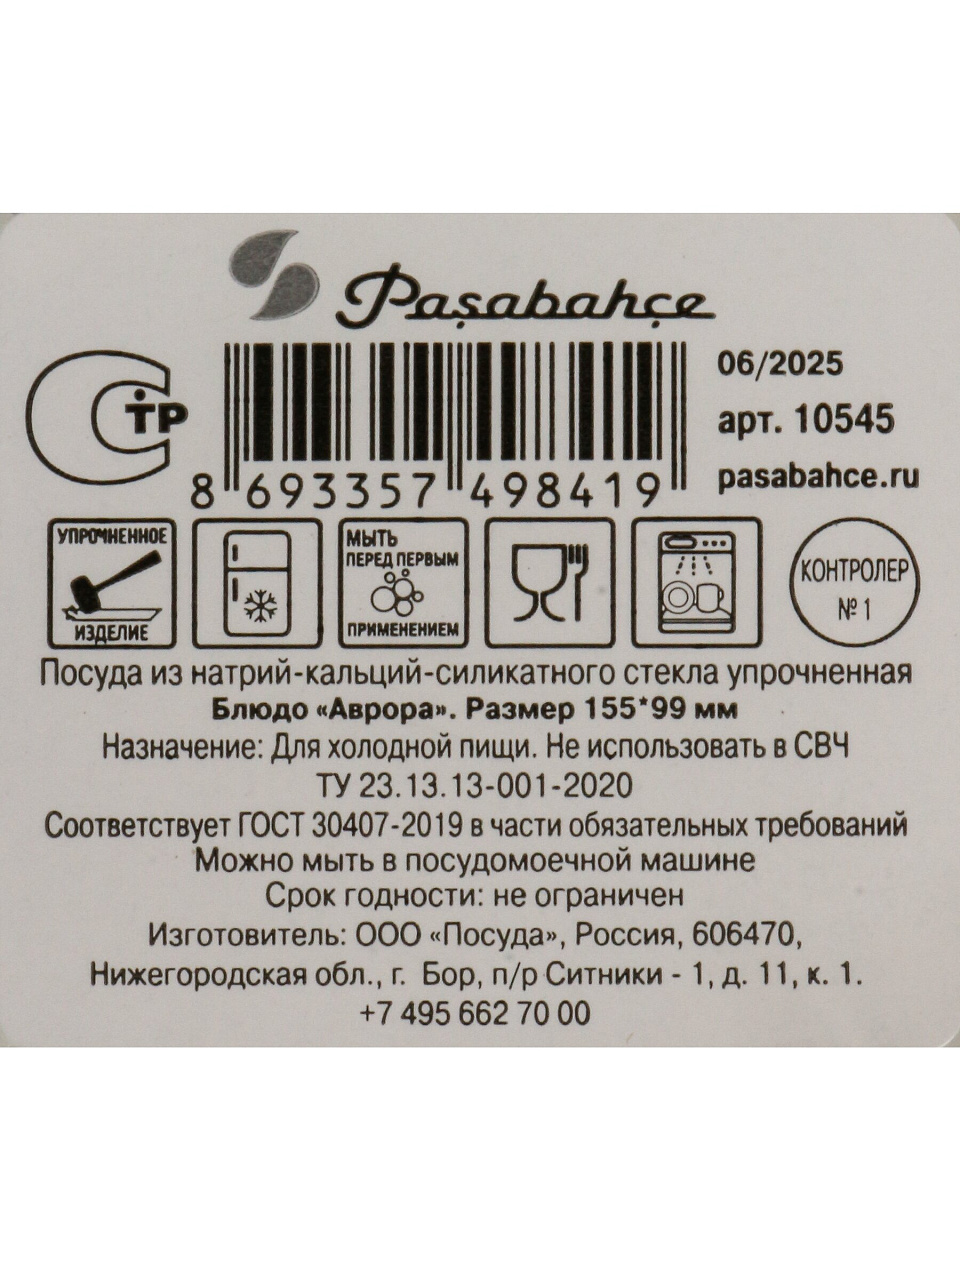 Paşabahçe
06/2025
арт. 10545
pasabahce.ru
СТР
8 693357 498419
УПРОЧНЕННОЕ
ИЗДЕЛИЕ
МЫТЬ
ПЕРЕД ПЕРВЫМ
ПРИМЕНЕНИЕМ
КОНТРОЛЕР
№ 1
Посуда из натрий-кальций-силикатного стекла упрочненная
Блюдо «Аврора». Размер 155*99 мм
Назначение: Для холодной пищи. Не использовать в СВЧ
ТУ 23.13.13-001-2020
Соответствует ГОСТ 30407-2019 в части обязательных требований
Можно мыть в посудомоечной машине
Срок годности: не ограничен
Изготовитель: ООО «Посуда», Россия, 606470,
Нижегородская обл., г. Бор, п/р Ситники - 1, д. 11, к. 1.
+7 495 662 70 00